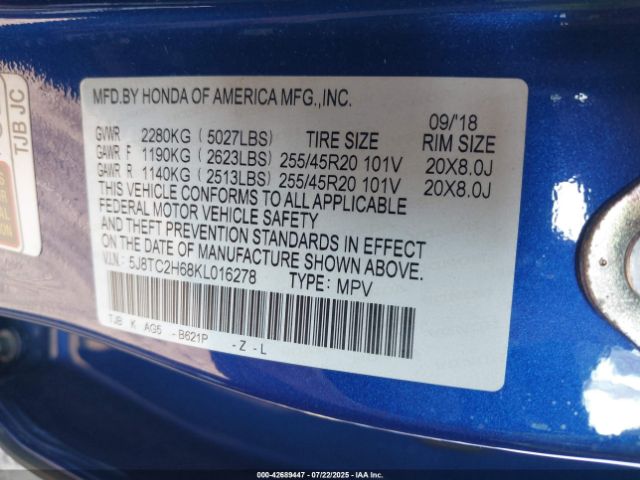 MFD.BY HONDA OF AMERICA MFG.,INC.
09/'18
GVWR 2280KG (5027LBS) TIRE SIZE RIM SIZE
GAWR F 1190KG (2623LBS) 255/45R20 101V 20X8.0J
GAWR R 1140KG (2513LBS) 255/45R20 101V 20X8.0J
THIS VEHICLE CONFORMS TO ALL APPLICABLE
FEDERAL MOTOR VEHICLE SAFETY
AND THEFT PREVENTION STANDARDS IN EFFECT
ON THE DATE OF MANUFACTURE SHOWN ABOVE.
V.I.N.: 5J8TC2H68KL016278 TYPE: MPV
TJB K AG5 -B621P -Z-L
TJB JC
000-42689447 - 07/22/2025 - IAAI.COM